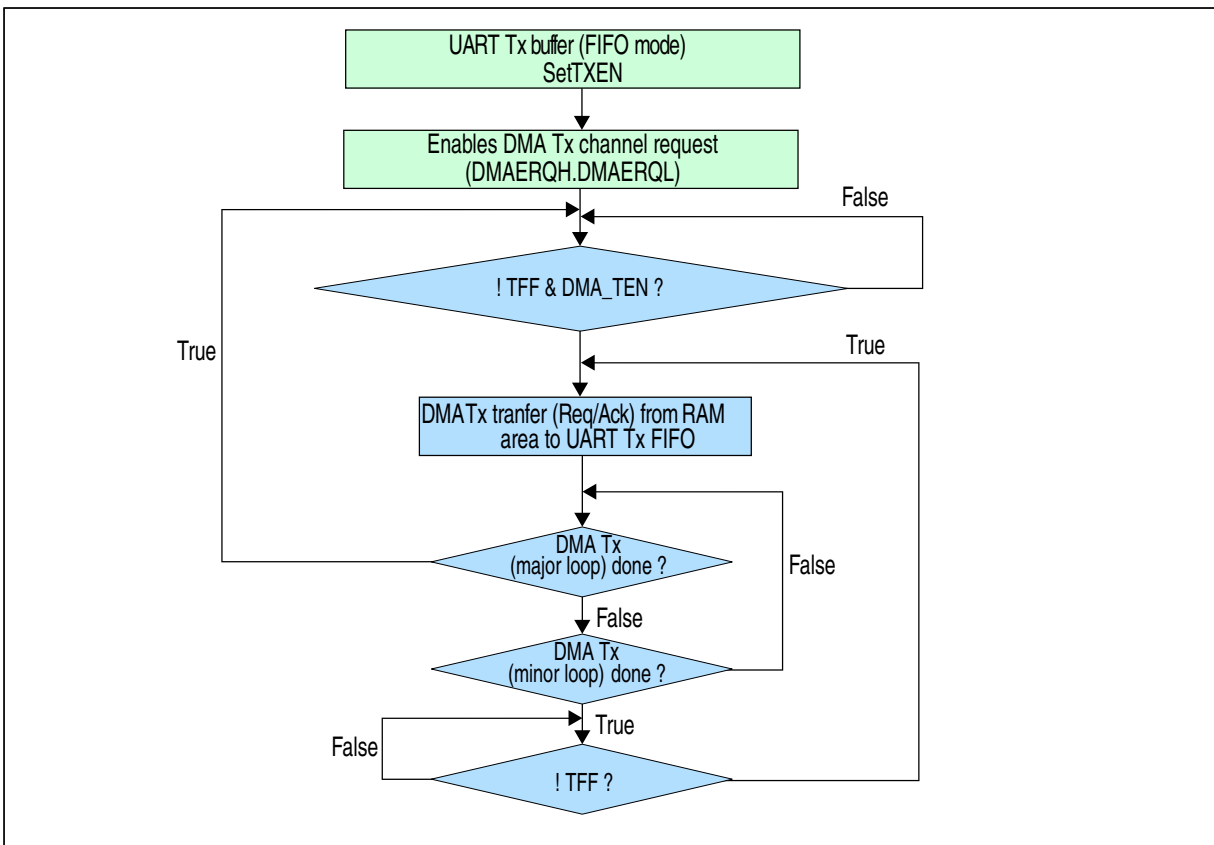 UART Tx buffer (FIFO mode)
SetTXEN
Enables DMA Tx channel request
(DMAERQH.DMAERQL)
False
! TFF & DMA_TEN ?
True
True
DMATx tranfer (Req/Ack) from RAM
area to UART Tx FIFO
DMA Tx
(major loop) done ?
False
False
DMA Tx
(minor loop) done ?
True
False
! TFF ?